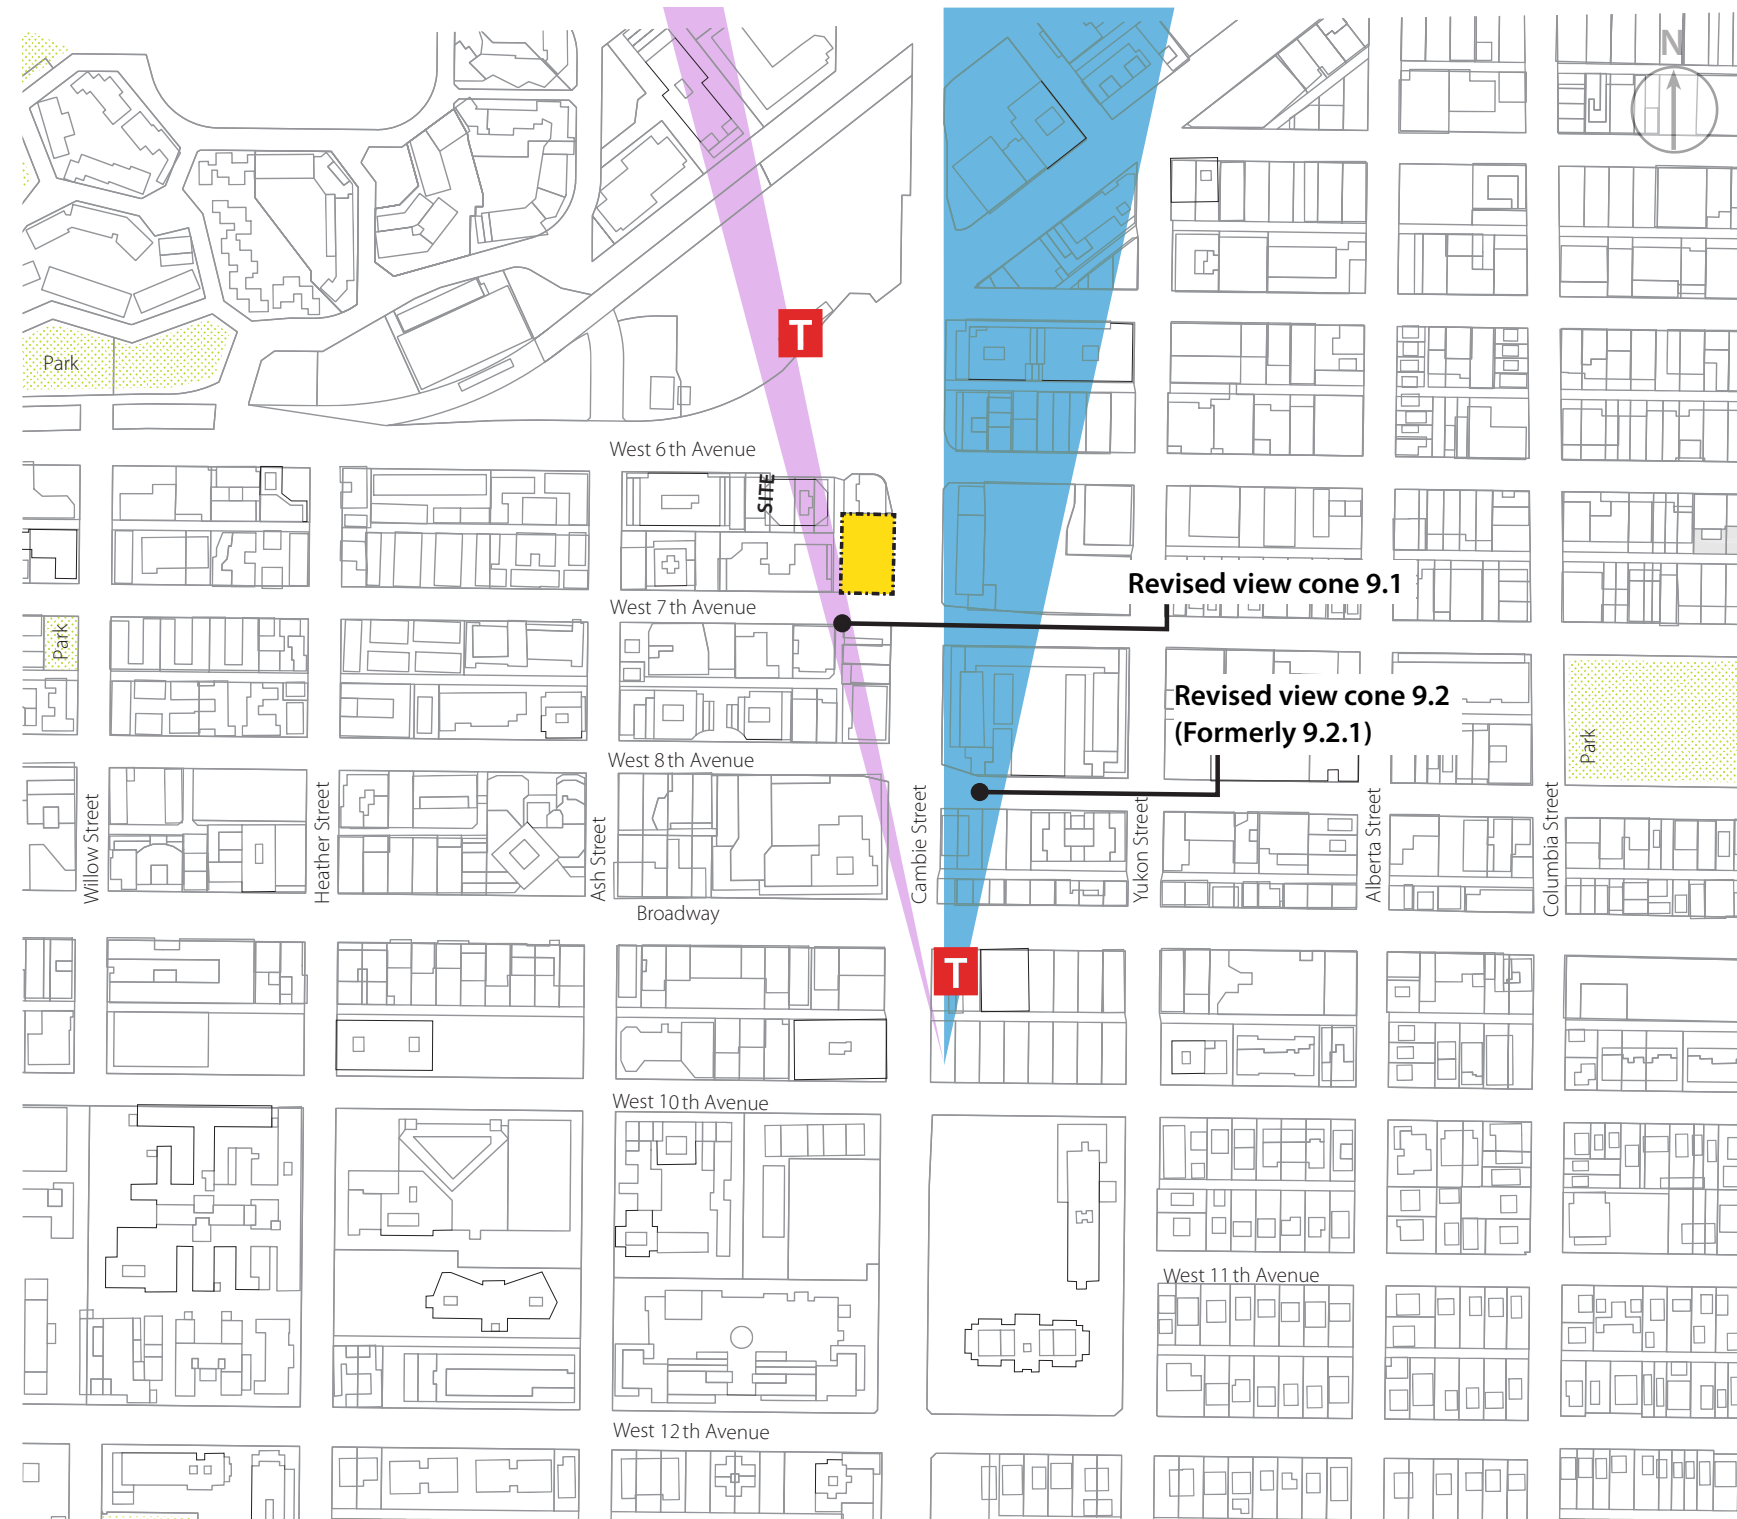 N
T
Park
West 6th Avenue
SITE
Revised view cone 9.1
West 7th Avenue
Park
Revised view cone 9.2
(Formerly 9.2.1)
Park
West 8th Avenue
Willow Street
Heather Street
Ash Street
Cambie Street
Yukon Street
Alberta Street
Columbia Street
Broadway
T
West 10th Avenue
West 11th Avenue
West 12th Avenue